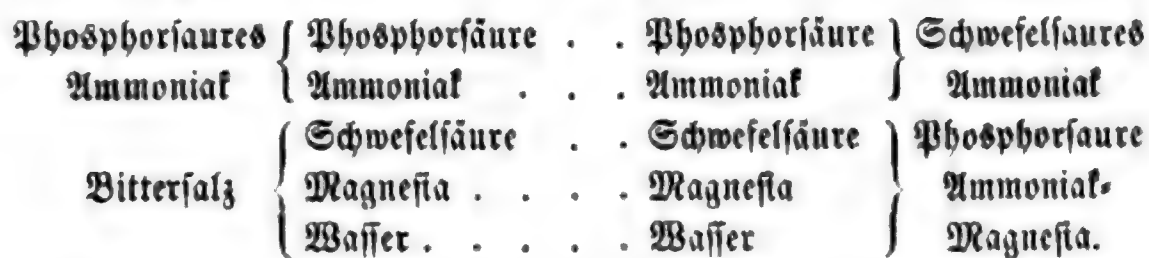 Phosphorsaures { Phosphorsäure . . Phosphorsäure } Schwefelsaures
Ammoniak { Ammoniak . . . Ammoniak } Ammoniak
{ Schwefelsäure . . Schwefelsäure } Phosphorsaure
Bittersalz { Magnesia . . . . Magnesia } Ammoniak-
{ Wasser . . . . . Wasser } Magnesia.